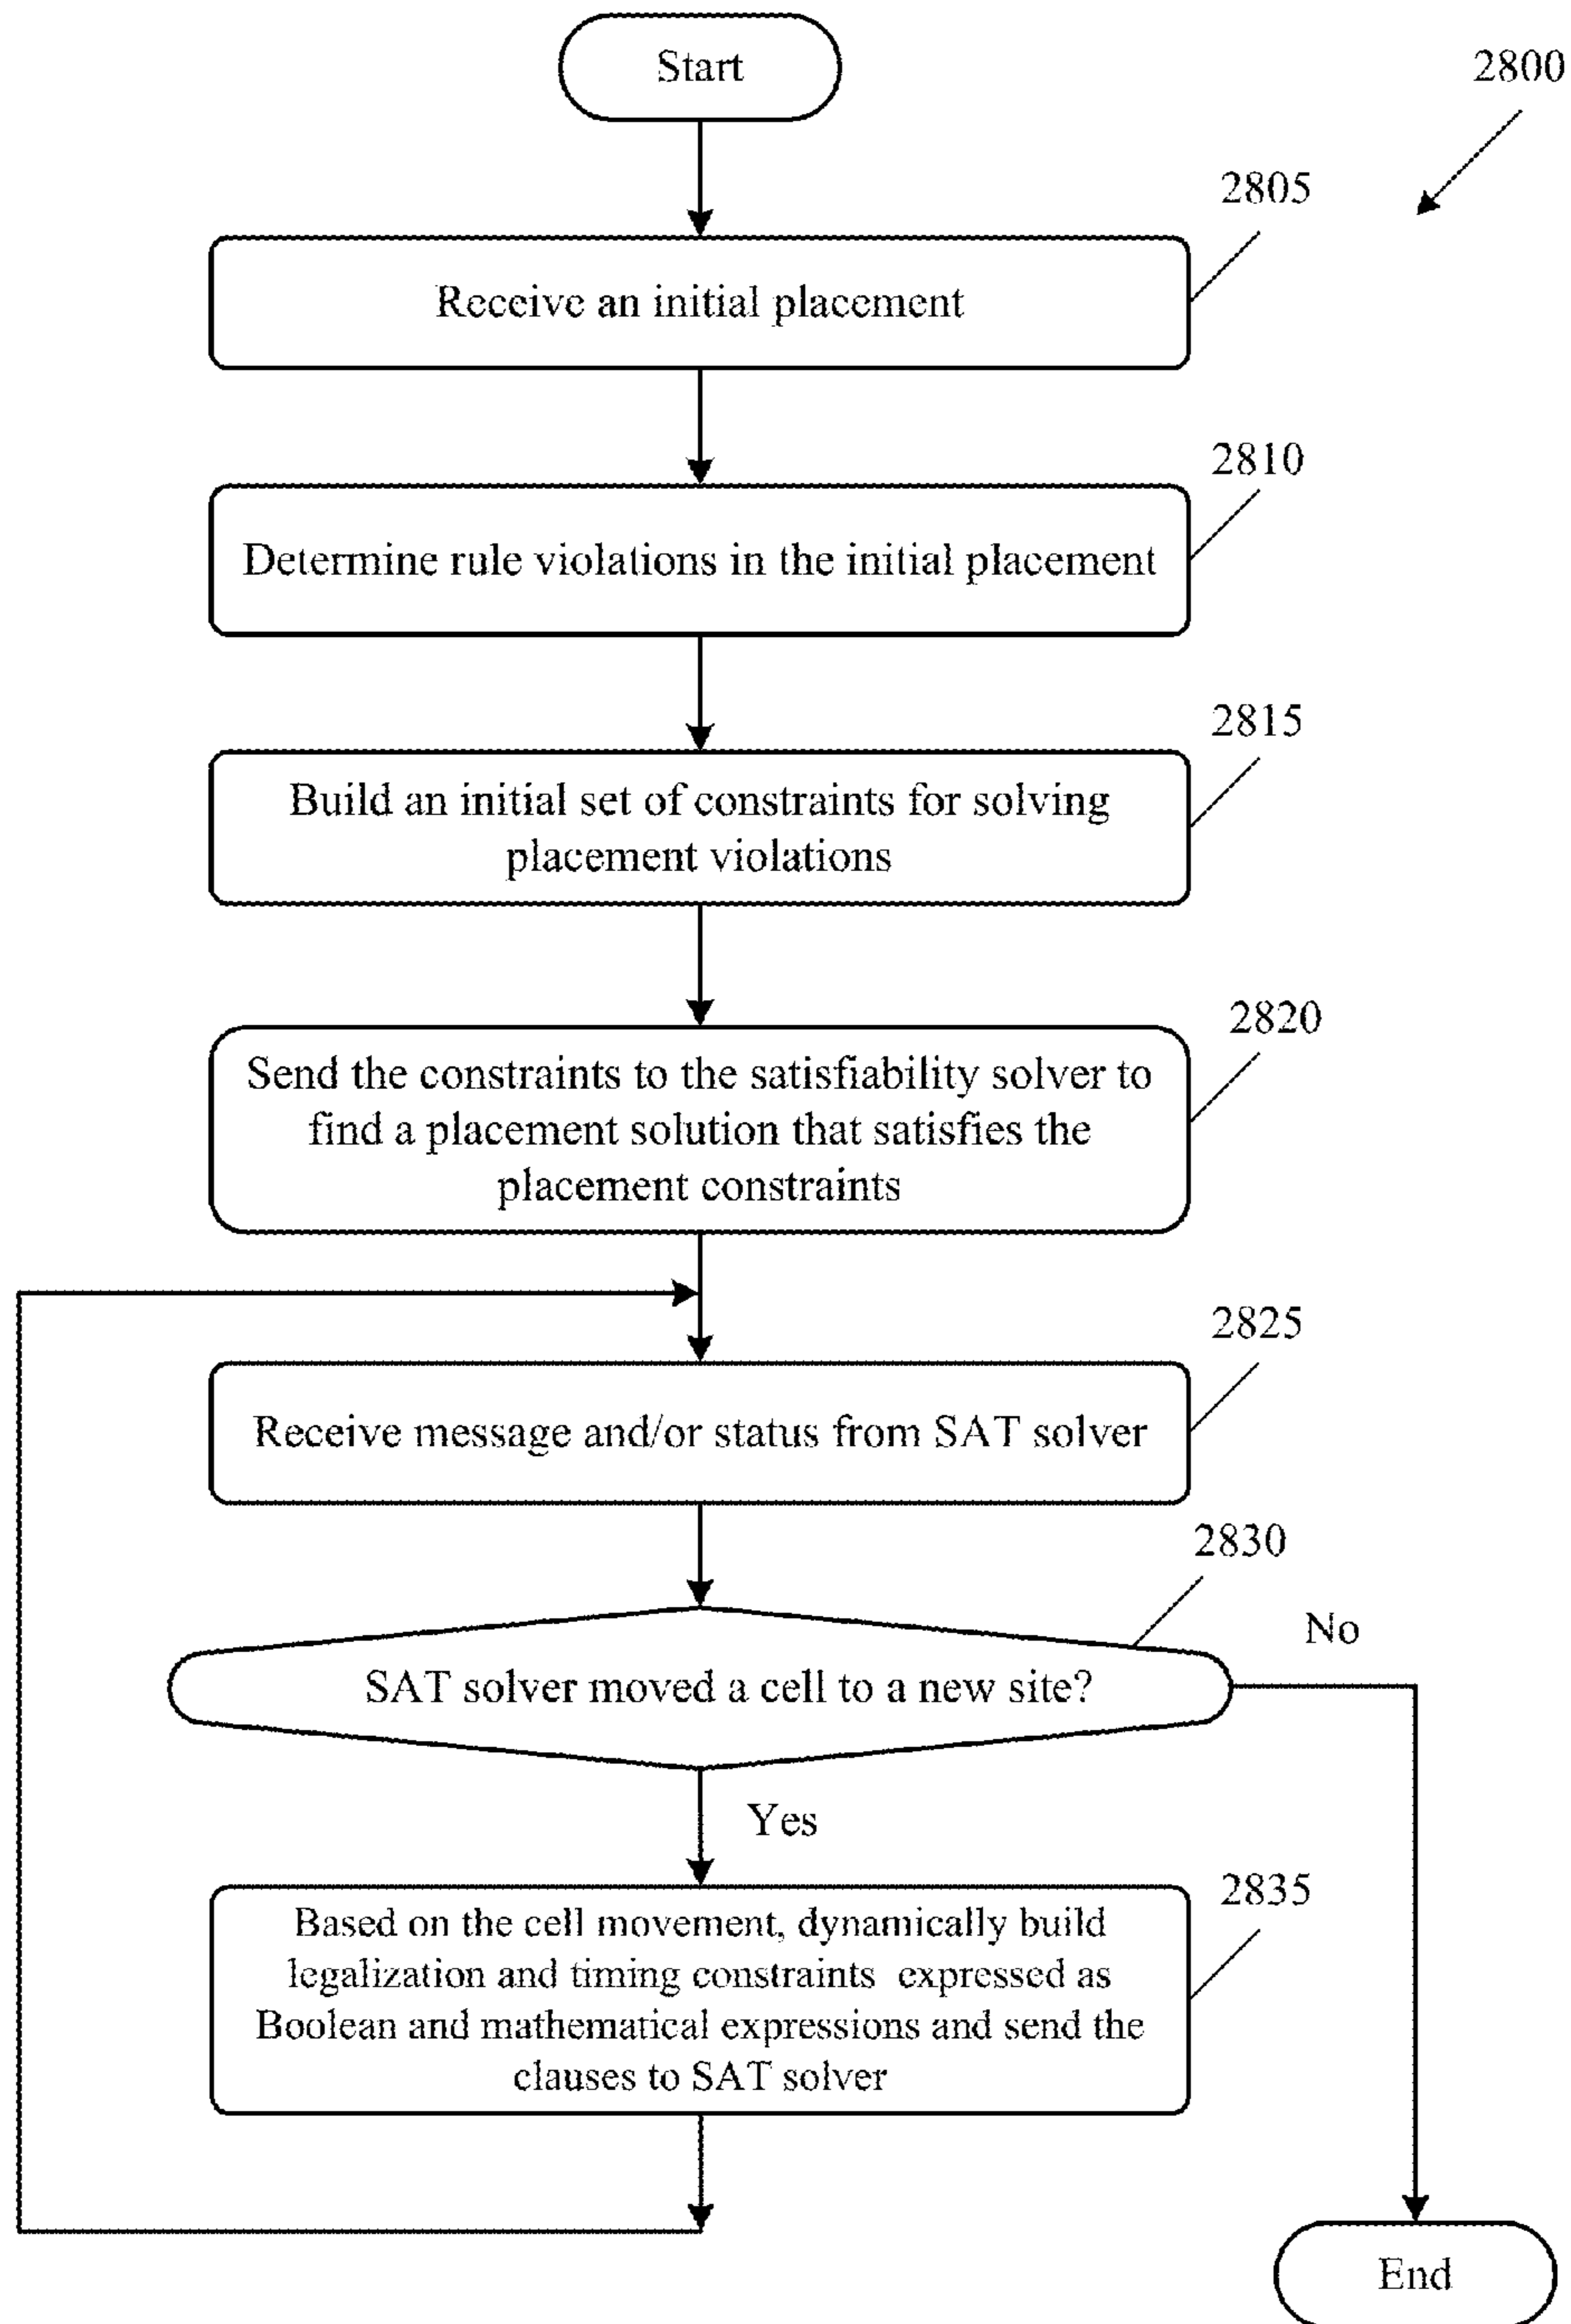 Start
2800
2805
Receive an initial placement
2810
Determine rule violations in the initial placement
2815
Build an initial set of constraints for solving
placement violations
2820
Send the constraints to the satisfiability solver to
find a placement solution that satisfies the
placement constraints
2825
Receive message and/or status from SAT solver
2830
No
SAT solver moved a cell to a new site?
Yes
2835
Based on the cell movement, dynamically build
legalization and timing constraints expressed as
Boolean and mathematical expressions and send the
clauses to SAT solver
End